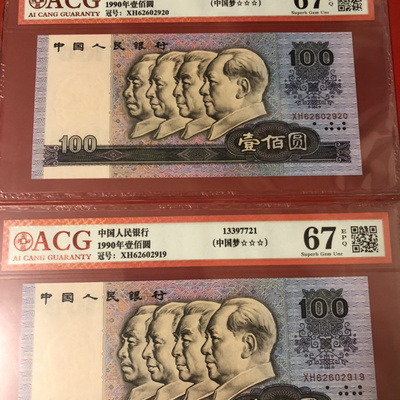 ACG
AI CANG GUARANTY
1990年壹佰圆
冠号：XH62602920
(中国梦☆☆☆)
67
Q
Superb Gem Unc
中国人民银行
100
XH62602920
100
壹佰圆
ACG
AI CANG GUARANTY
中国人民银行
1990年壹佰圆
冠号：XH62602919
13397721
(中国梦☆☆☆)
67
E
P
Q
Superb Gem Unc
中国人民银行
100
XH62602919